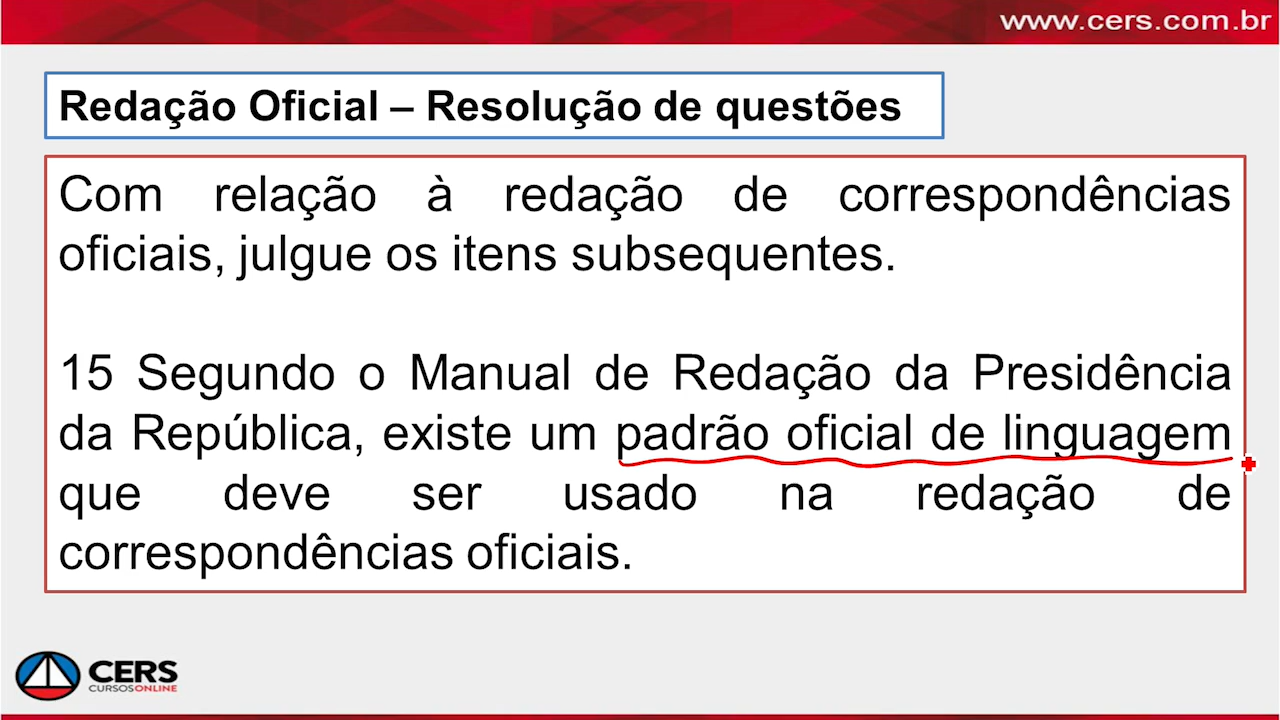 www.cers.com.br
Redação Oficial – Resolução de questões
Com relação à redação de correspondências
oficiais, julgue os itens subsequentes.
15 Segundo o Manual de Redação da Presidência
da República, existe um padrão oficial de linguagem
que deve ser usado na redação de
correspondências oficiais.
CERS
CURSOSONLINE